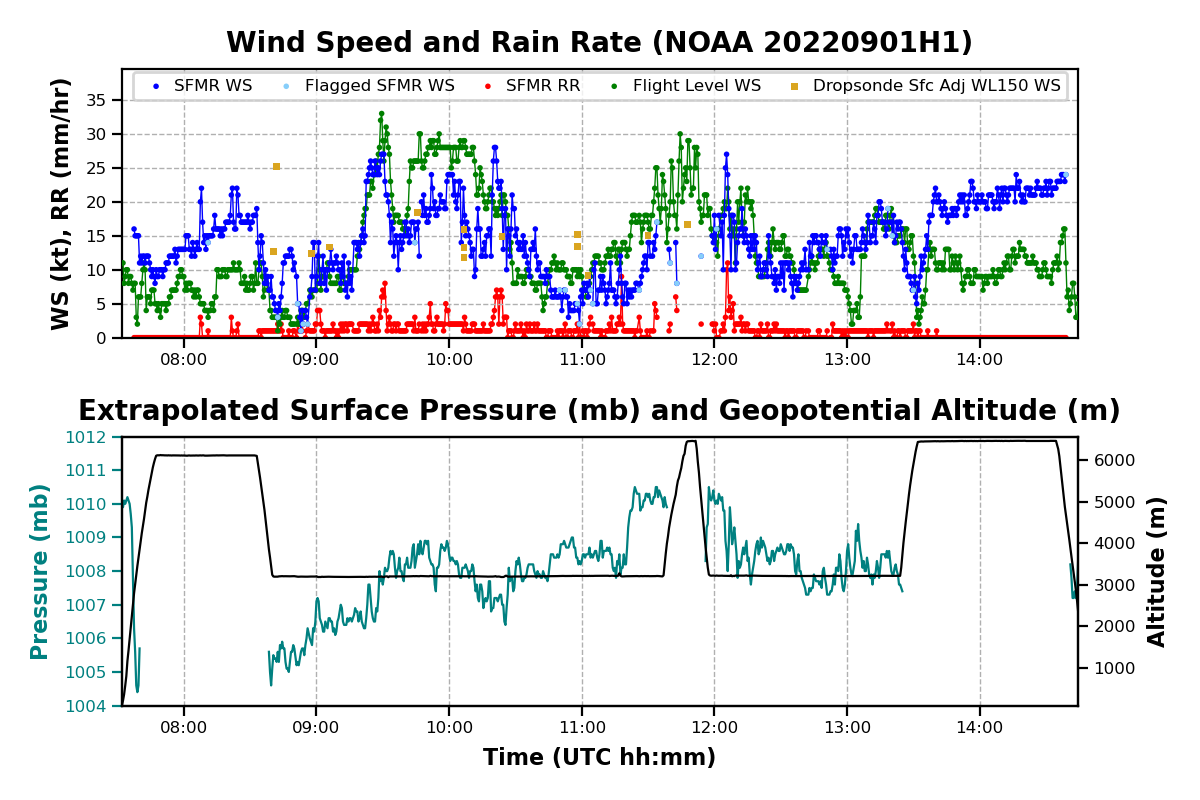 Wind Speed and Rain Rate (NOAA 20220901H1)
SFMR WS Flagged SFMR WS SFMR RR Flight Level WS Dropsonde Sfc Adj WL150 WS
WS (kt), RR (mm/hr)
35
30
25
20
15
10
5
0
08:00 09:00 10:00 11:00 12:00 13:00 14:00
Extrapolated Surface Pressure (mb) and Geopotential Altitude (m)
Pressure (mb)
1012
1011
1010
1009
1008
1007
1006
1005
1004
6000
5000
4000
3000
2000
1000
Altitude (m)
08:00 09:00 10:00 11:00 12:00 13:00 14:00
Time (UTC hh:mm)